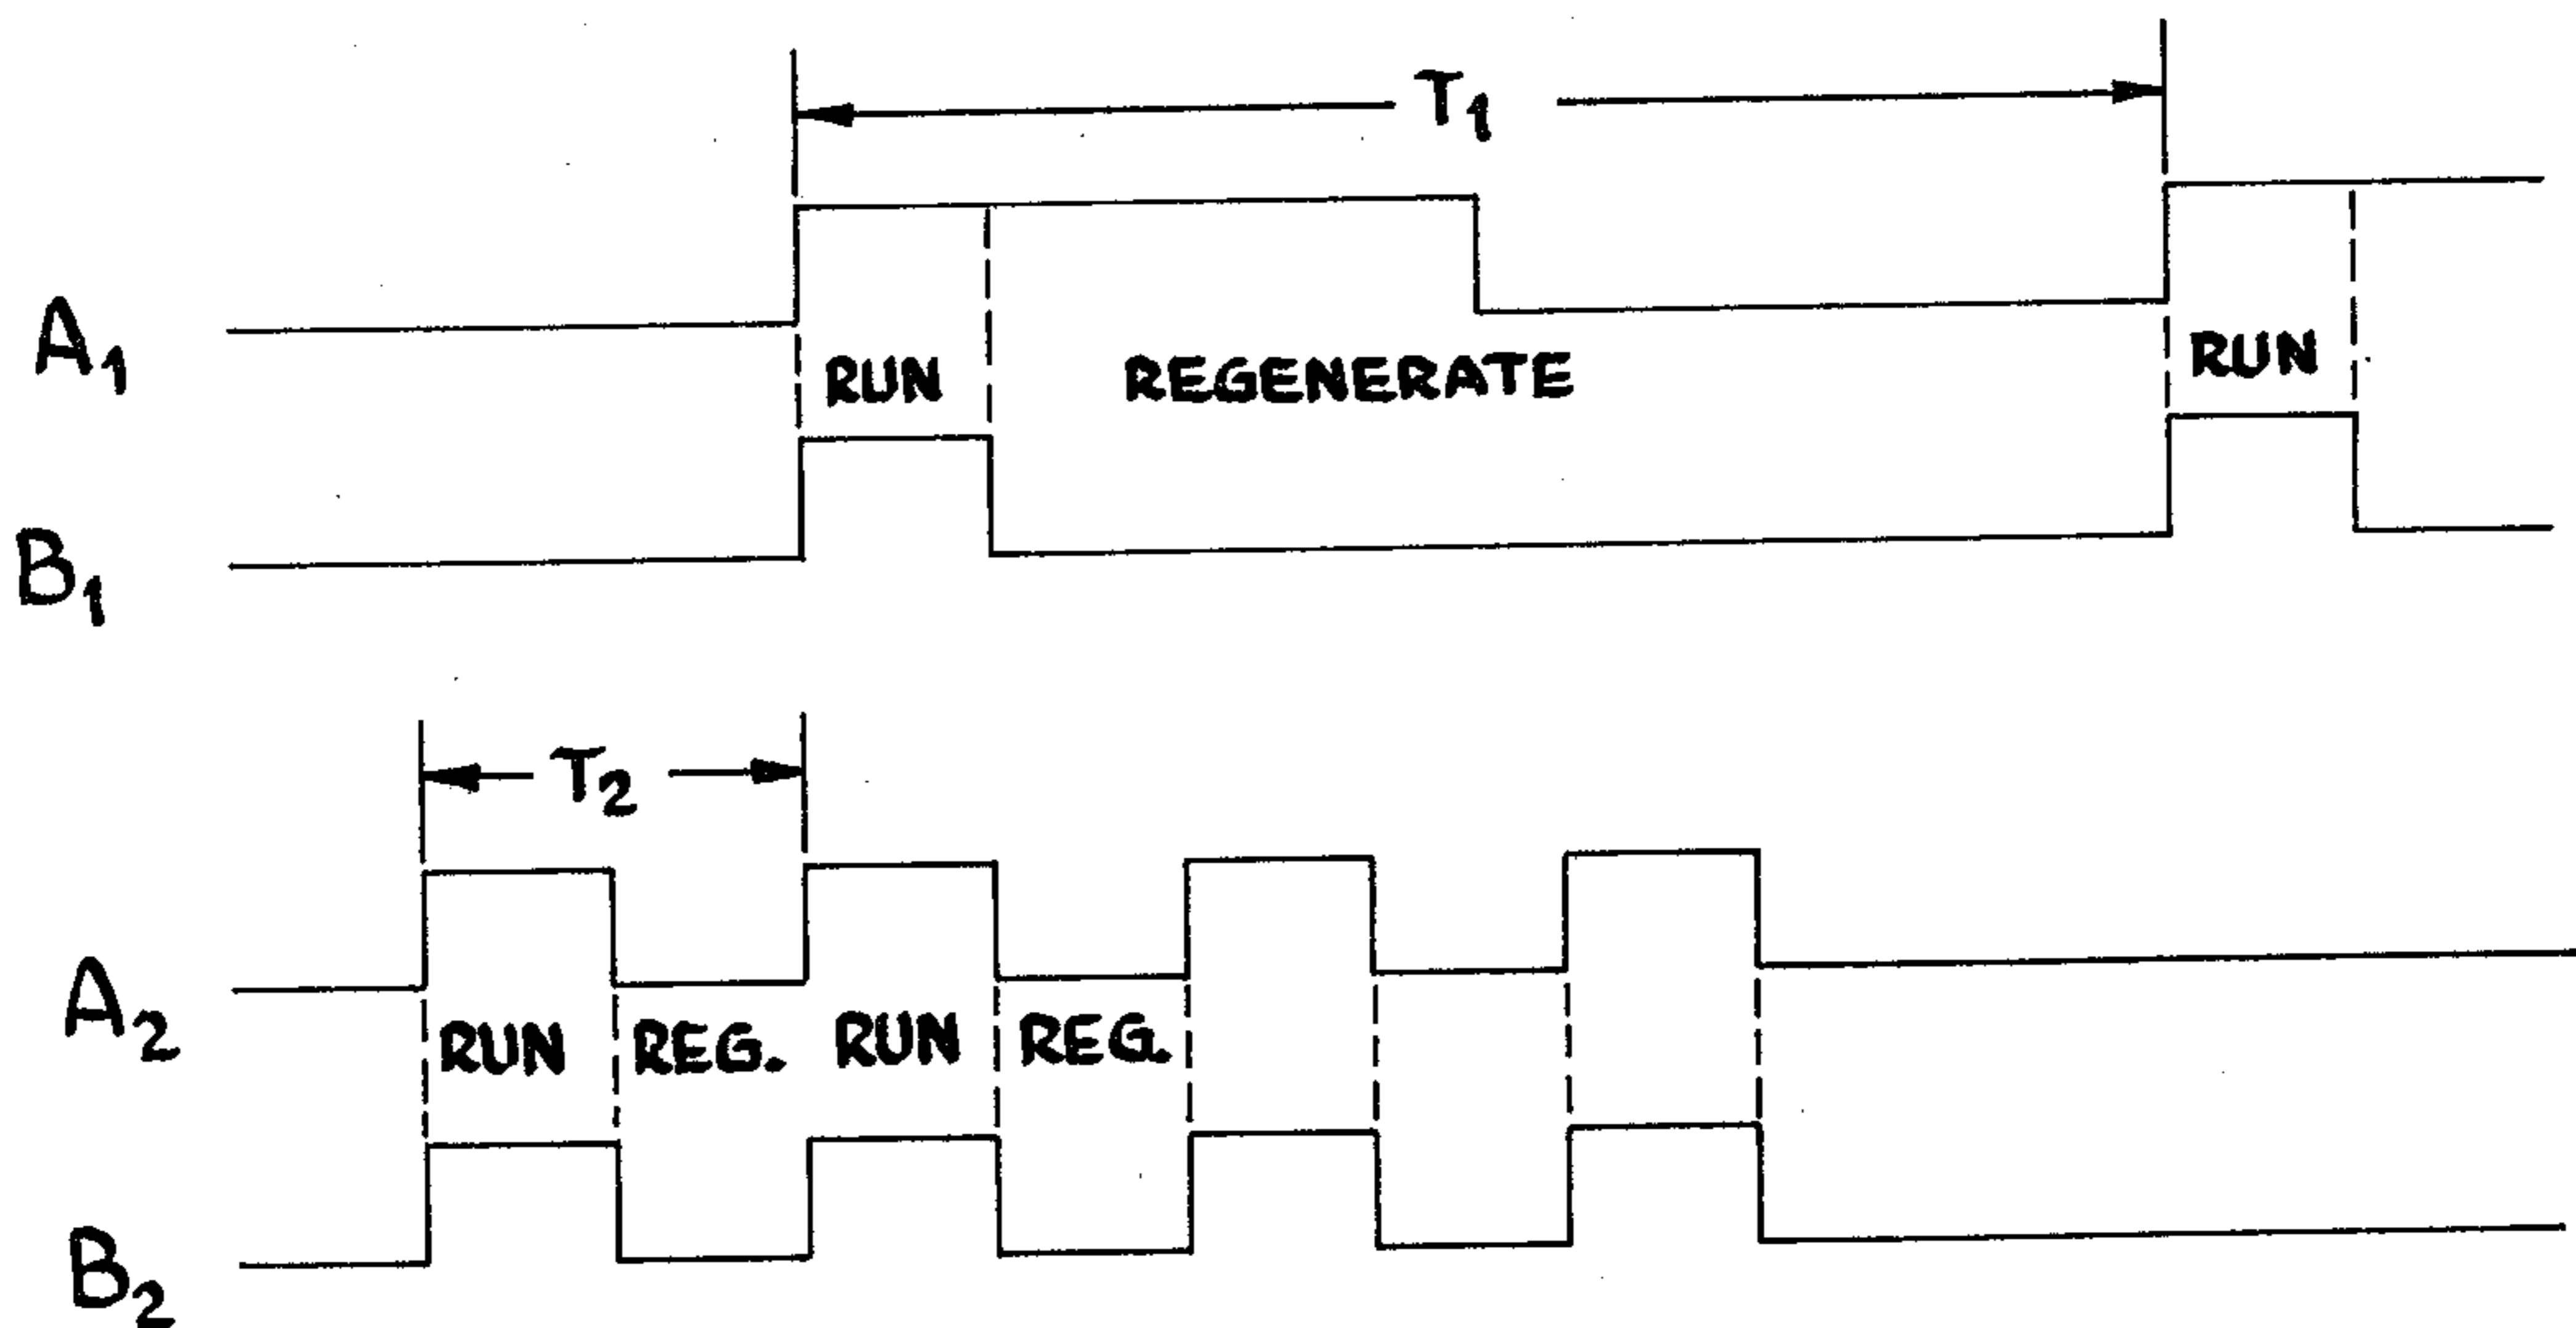 T₁
A₁
RUN REGENERATE RUN
B₁
T₂
A₂
RUN REG. RUN REG.
B₂